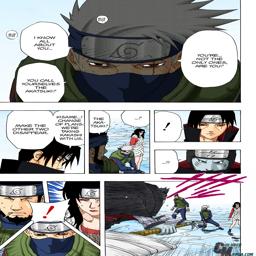 I KNOW
ALL
ABOUT
YOU...
YOU'RE...
NOT THE
ONLY ONES,
ARE YOU?
YOU CALL
YOURSELVES
THE
AKATSUKI?
THE
AKA-
TSUKI?
KISAME...
CHANGE
OF PLANS.
WE'RE
TAKING
KAKASHI
WITH US.
MAKE THE
OTHER TWO
DISAPPEAR.
!
!